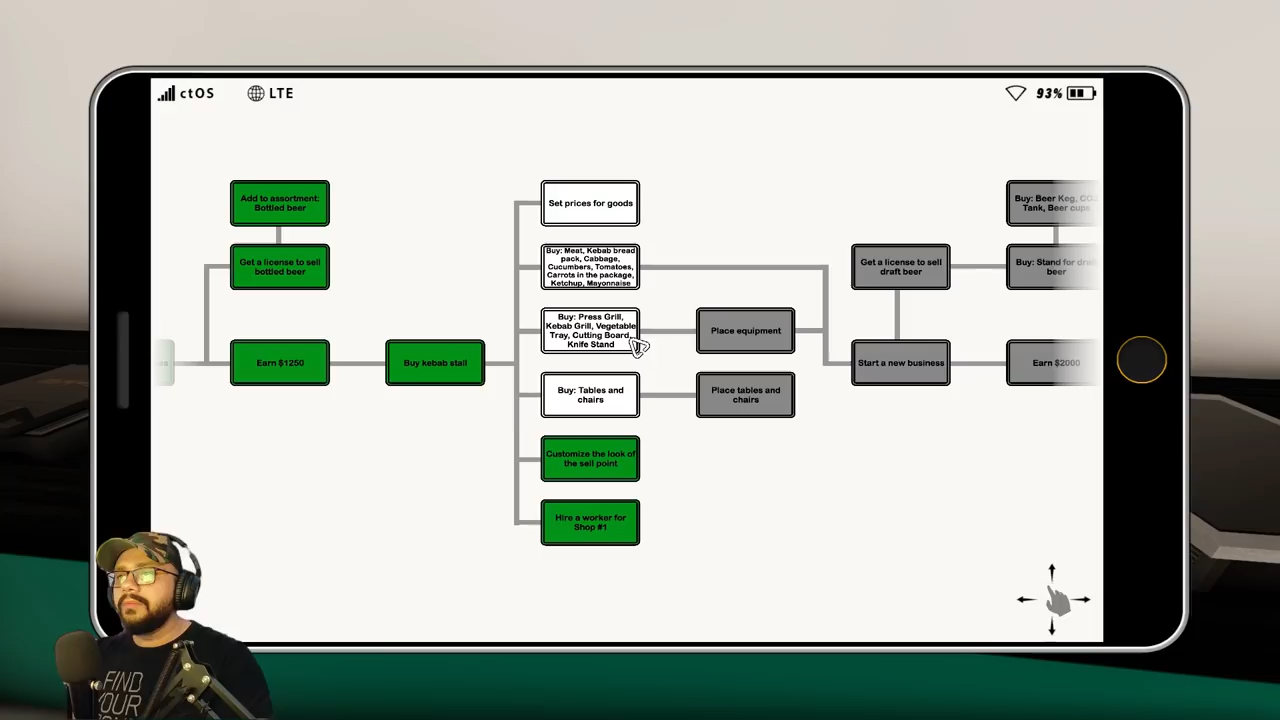 ctOS
LTE
93%
Add to assortment:
Bottled beer
Get a license to sell
bottled beer
Earn $1250
Buy kebab stall
Set prices for goods
Buy: Meat, Kebab bread
pack, Cabbage,
Cucumbers, Tomatoes,
Carrots in the package,
Ketchup, Mayonnaise
Buy: Press Grill,
Kebab Grill, Vegetable
Tray, Cutting Board,
Knife Stand
Buy: Tables and
chairs
Customize the look of
the sell point
Hire a worker for
Shop #1
Place equipment
Place tables and
chairs
Get a license to sell
draft beer
Start a new business
Buy: Beer Keg,
Tank, Beer cups
Buy: Stand for draft
beer
Earn $2000
FIND
YOUR